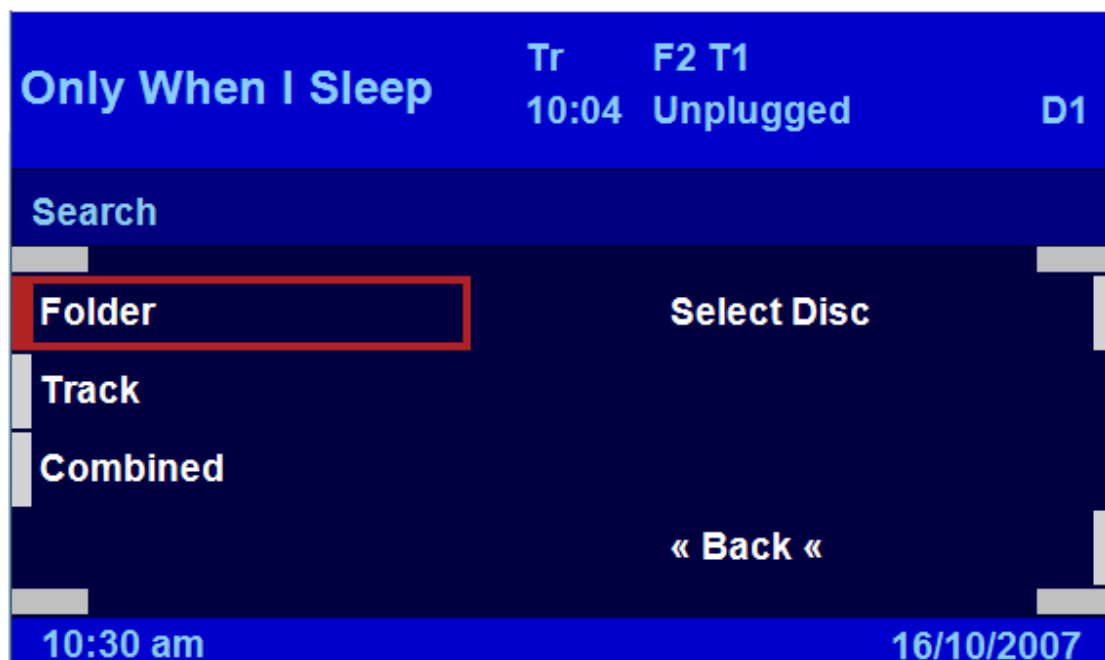 Only When I Sleep
Tr F2 T1
10:04 Unplugged D1
Search
Folder Select Disc
Track
Combined
« Back «
10:30 am 16/10/2007